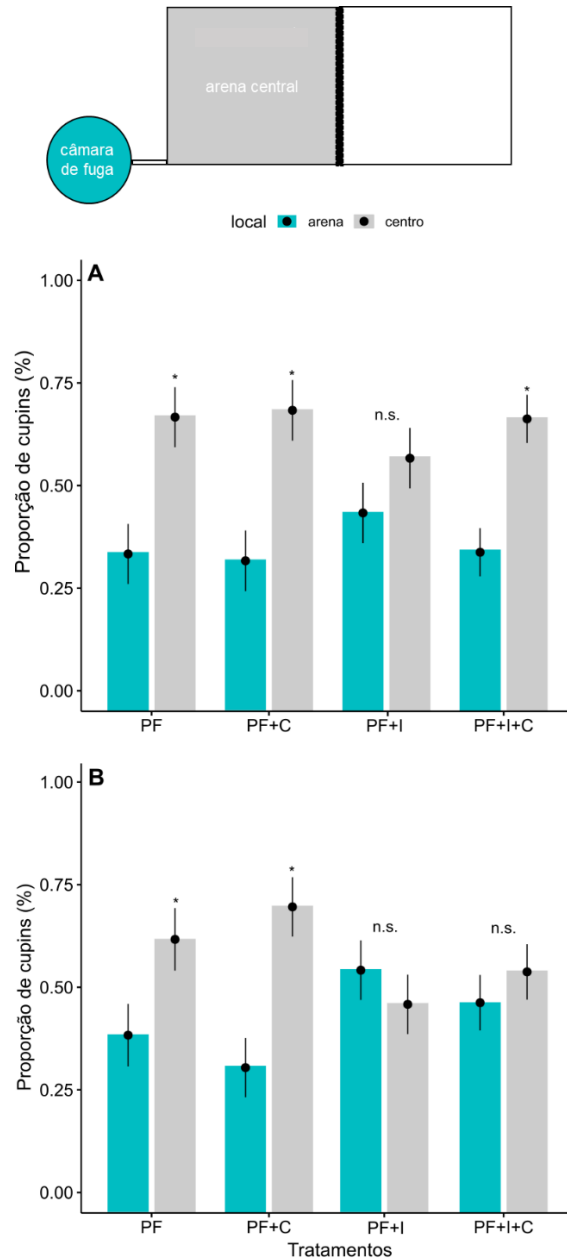 arena central
câmara
de fuga
local arena centro
A
Proporção de cupins (%)
1.00
0.75
0.50
0.25
0.00
*
*
n.s.
*
PF PF+C PF+I PF+I+C
B
Proporção de cupins (%)
1.00
0.75
0.50
0.25
0.00
*
*
n.s.
n.s.
PF PF+C PF+I PF+I+C
Tratamentos